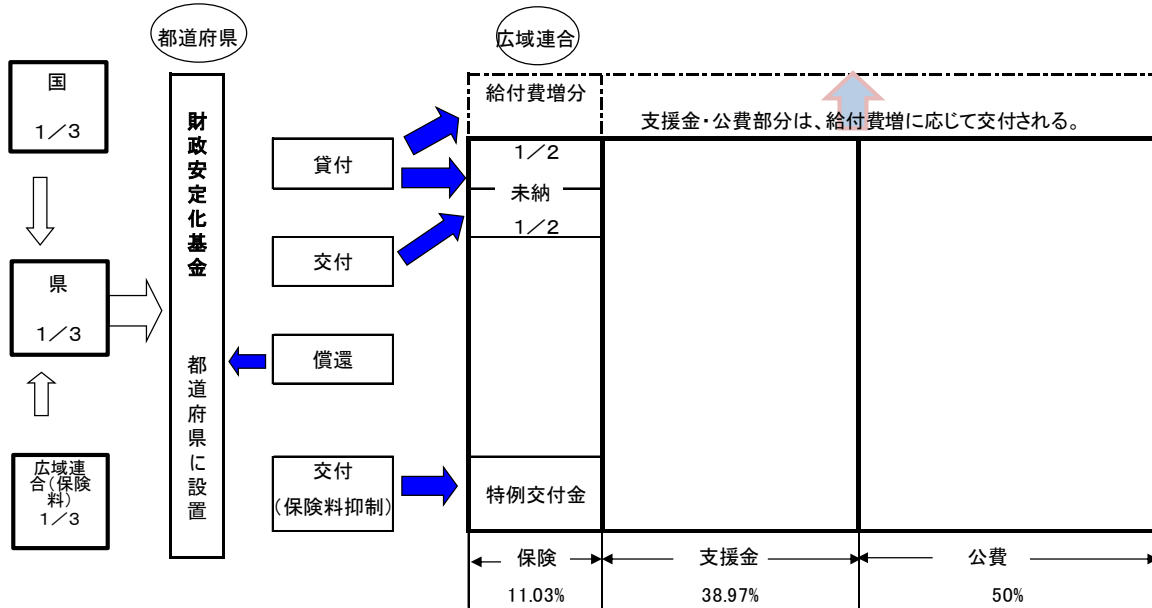 都道府県
広域連合
国
1/3
県
1/3
広域連
合(保険
料)
1/3
財政安定化基金
都道府県に設置
貸付
交付
償還
交付
(保険料抑制)
給付費増分
支援金・公費部分は、給付費増に応じて交付される。
1/2
未納
1/2
特例交付金
保険
支援金
公費
11.03%
38.97%
50%